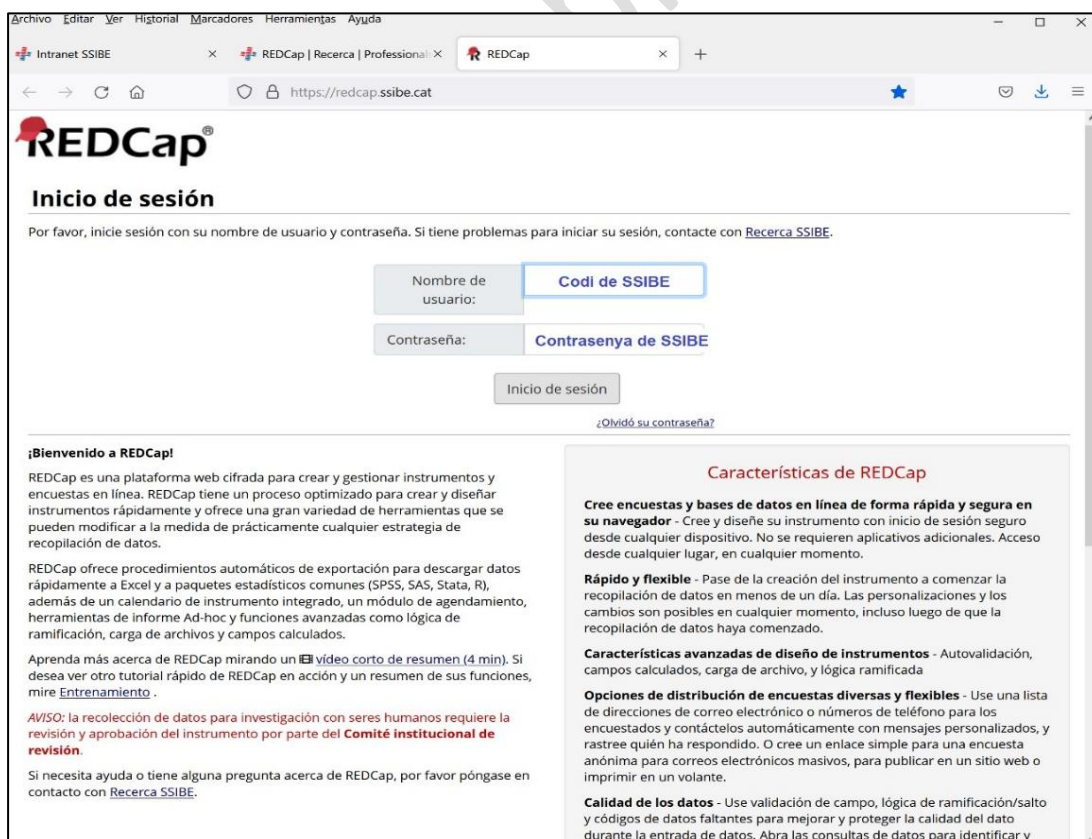 Archivo Editar Ver Historial Marcadores Herramientas Ayuda
Intranet SSIBE
REDCap | Recerca | Professional
REDCap
https://redcap.ssibe.cat
REDCap®
Inicio de sesión
Por favor, inicie sesión con su nombre de usuario y contraseña. Si tiene problemas para iniciar su sesión, contacte con Recerca SSIBE.
Nombre de
usuario:
Codi de SSIBE
Contraseña:
Contrasenya de SSIBE
Inicio de sesión
¿Olvidó su contraseña?
¡Bienvenido a REDCap!
REDCap es una plataforma web cifrada para crear y gestionar instrumentos y
encuestas en línea. REDCap tiene un proceso optimizado para crear y diseñar
instrumentos rápidamente y ofrece una gran variedad de herramientas que se
pueden modificar a la medida de prácticamente cualquier estrategia de
recopilación de datos.
REDCap ofrece procedimientos automáticos de exportación para descargar datos
rápidamente a Excel y a paquetes estadísticos comunes (SPSS, SAS, Stata, R),
además de un calendario de instrumento integrado, un módulo de agendamiento,
herramientas de informe Ad-hoc y funciones avanzadas como lógica de
ramificación, carga de archivos y campos calculados.
Aprenda más acerca de REDCap mirando un vídeo corto de resumen (4 min). Si
desea ver otro tutorial rápido de REDCap en acción y un resumen de sus funciones,
mire Entrenamiento .
AVISO: la recolección de datos para investigación con seres humanos requiere la
revisión y aprobación del instrumento por parte del Comité institucional de
revisión.
Si necesita ayuda o tiene alguna pregunta acerca de REDCap, por favor póngase en
contacto con Recerca SSIBE.
Características de REDCap
Cree encuestas y bases de datos en línea de forma rápida y segura en
su navegador - Cree y diseñe su instrumento con inicio de sesión seguro
desde cualquier dispositivo. No se requieren aplicativos adicionales. Acceso
desde cualquier lugar, en cualquier momento.
Rápido y flexible - Pase de la creación del instrumento a comenzar la
recopilación de datos en menos de un día. Las personalizaciones y los
cambios son posibles en cualquier momento, incluso luego de que la
recopilación de datos haya comenzado.
Características avanzadas de diseño de instrumentos - Autovalidación,
campos calculados, carga de archivo, y lógica ramificada
Opciones de distribución de encuestas diversas y flexibles - Use una lista
de direcciones de correo electrónico o números de teléfono para los
encuestados y contáctelos automáticamente con mensajes personalizados, y
rastree quién ha respondido. O cree un enlace simple para una encuesta
anónima para correos electrónicos masivos, para publicar en un sitio web o
imprimir en un volante.
Calidad de los datos - Use validación de campo, lógica de ramificación/salto
y códigos de datos faltantes para mejorar y proteger la calidad del dato
durante la entrada de datos. Abra las consultas de datos para identificar y